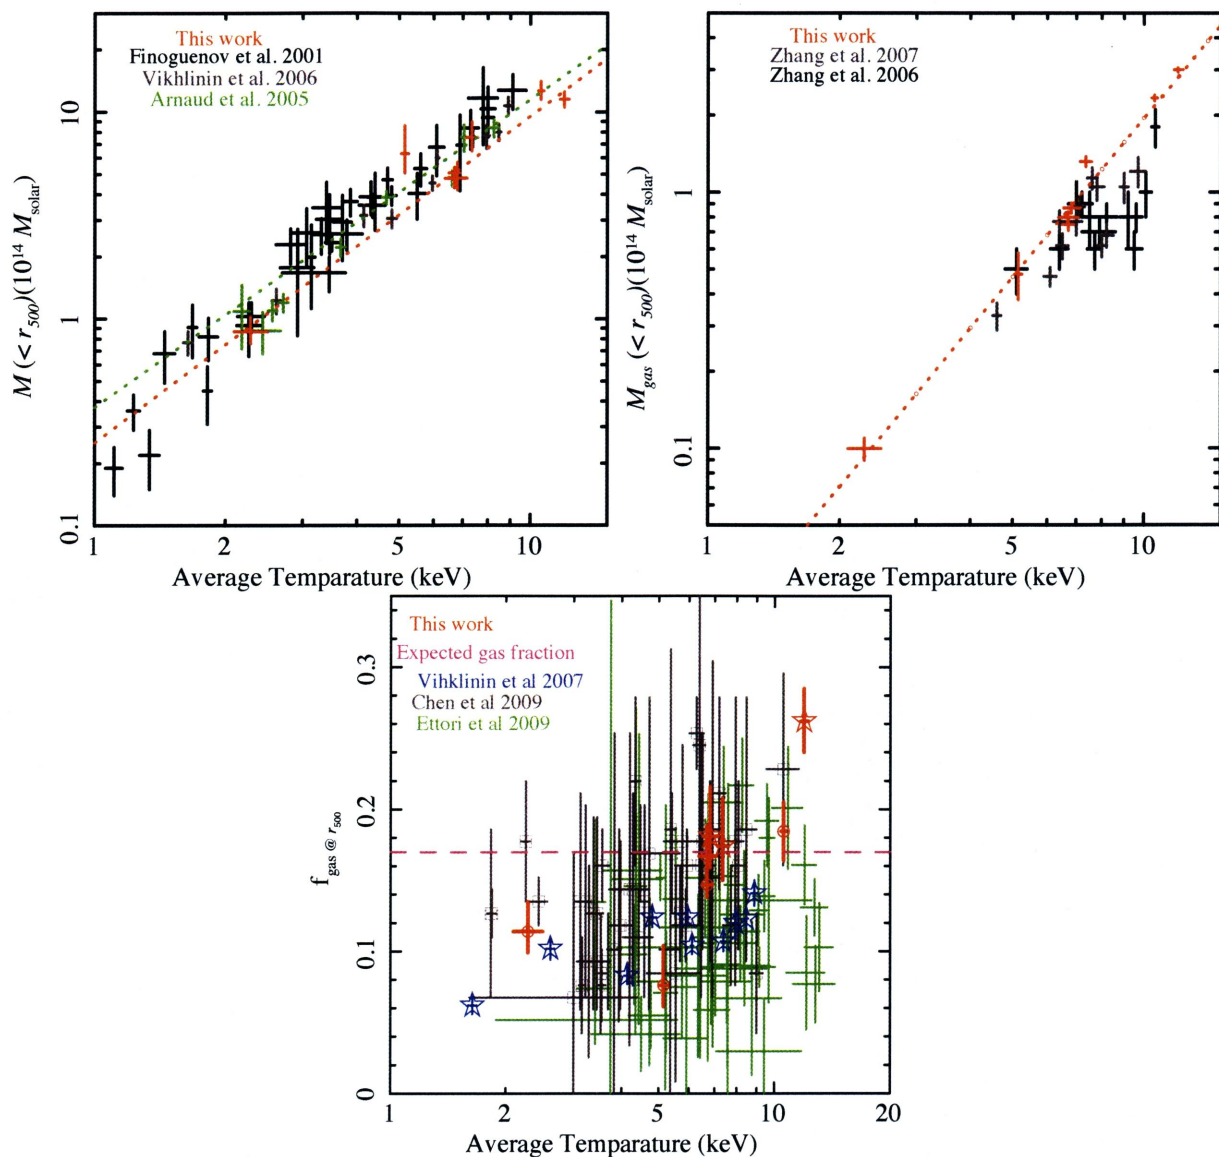 This work
Finoguenov et al. 2001
Vikhlinin et al. 2006
Arnaud et al. 2005
M (< r500)(10^14 Msolar)
10
1
0.1
1
2
5
10
Average Temparature (keV)
This work
Zhang et al. 2007
Zhang et al. 2006
Mgas (< r500)(10^14 Msolar)
1
0.1
1
2
5
10
Average Temparature (keV)
This work
Expected gas fraction
Vihklinin et al 2007
Chen et al 2009
Ettori et al 2009
fgas @ r500
0.3
0.2
0.1
0
1
2
5
10
20
Average Temparature (keV)